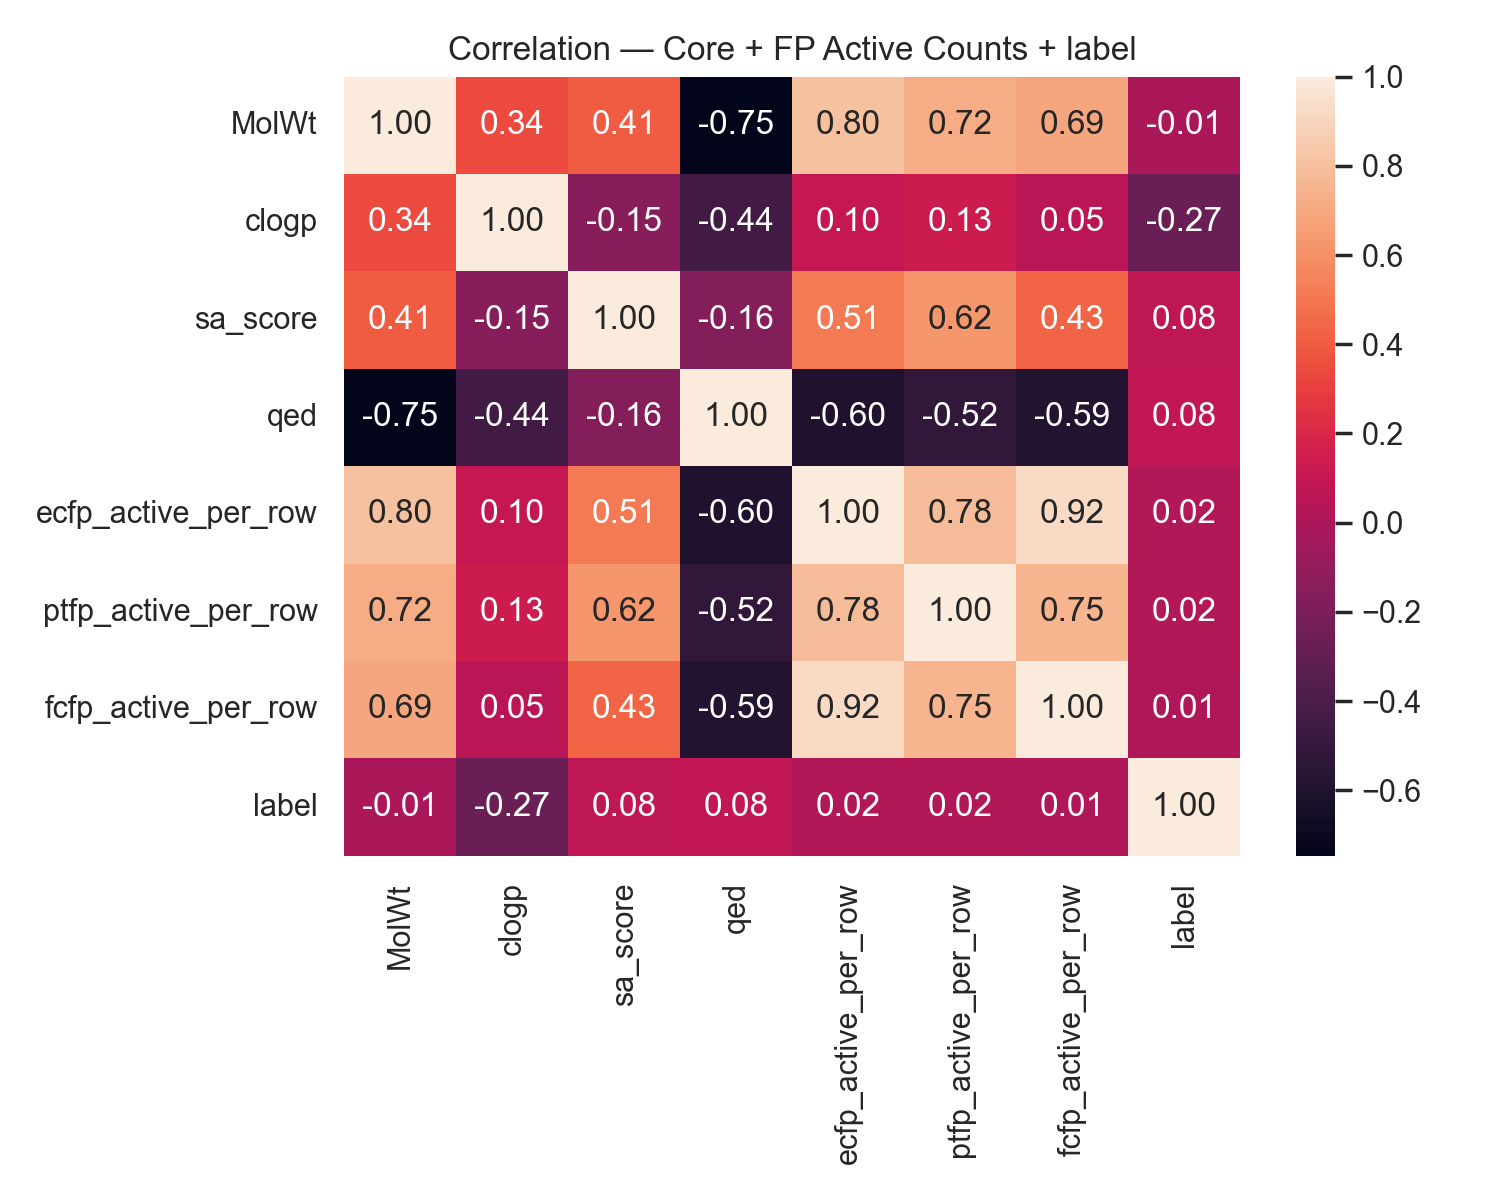 Correlation — Core + FP Active Counts + label
MolWt 1.00 0.34 0.41 -0.75 0.80 0.72 0.69 -0.01
clogp 0.34 1.00 -0.15 -0.44 0.10 0.13 0.05 -0.27
sa_score 0.41 -0.15 1.00 -0.16 0.51 0.62 0.43 0.08
qed -0.75 -0.44 -0.16 1.00 -0.60 -0.52 -0.59 0.08
ecfp_active_per_row 0.80 0.10 0.51 -0.60 1.00 0.78 0.92 0.02
ptfp_active_per_row 0.72 0.13 0.62 -0.52 0.78 1.00 0.75 0.02
fcfp_active_per_row 0.69 0.05 0.43 -0.59 0.92 0.75 1.00 0.01
label -0.01 -0.27 0.08 0.08 0.02 0.02 0.01 1.00
MolWt
clogp
sa_score
qed
ecfp_active_per_row
ptfp_active_per_row
fcfp_active_per_row
label
1.0
0.8
0.6
0.4
0.2
0.0
−0.2
−0.4
−0.6